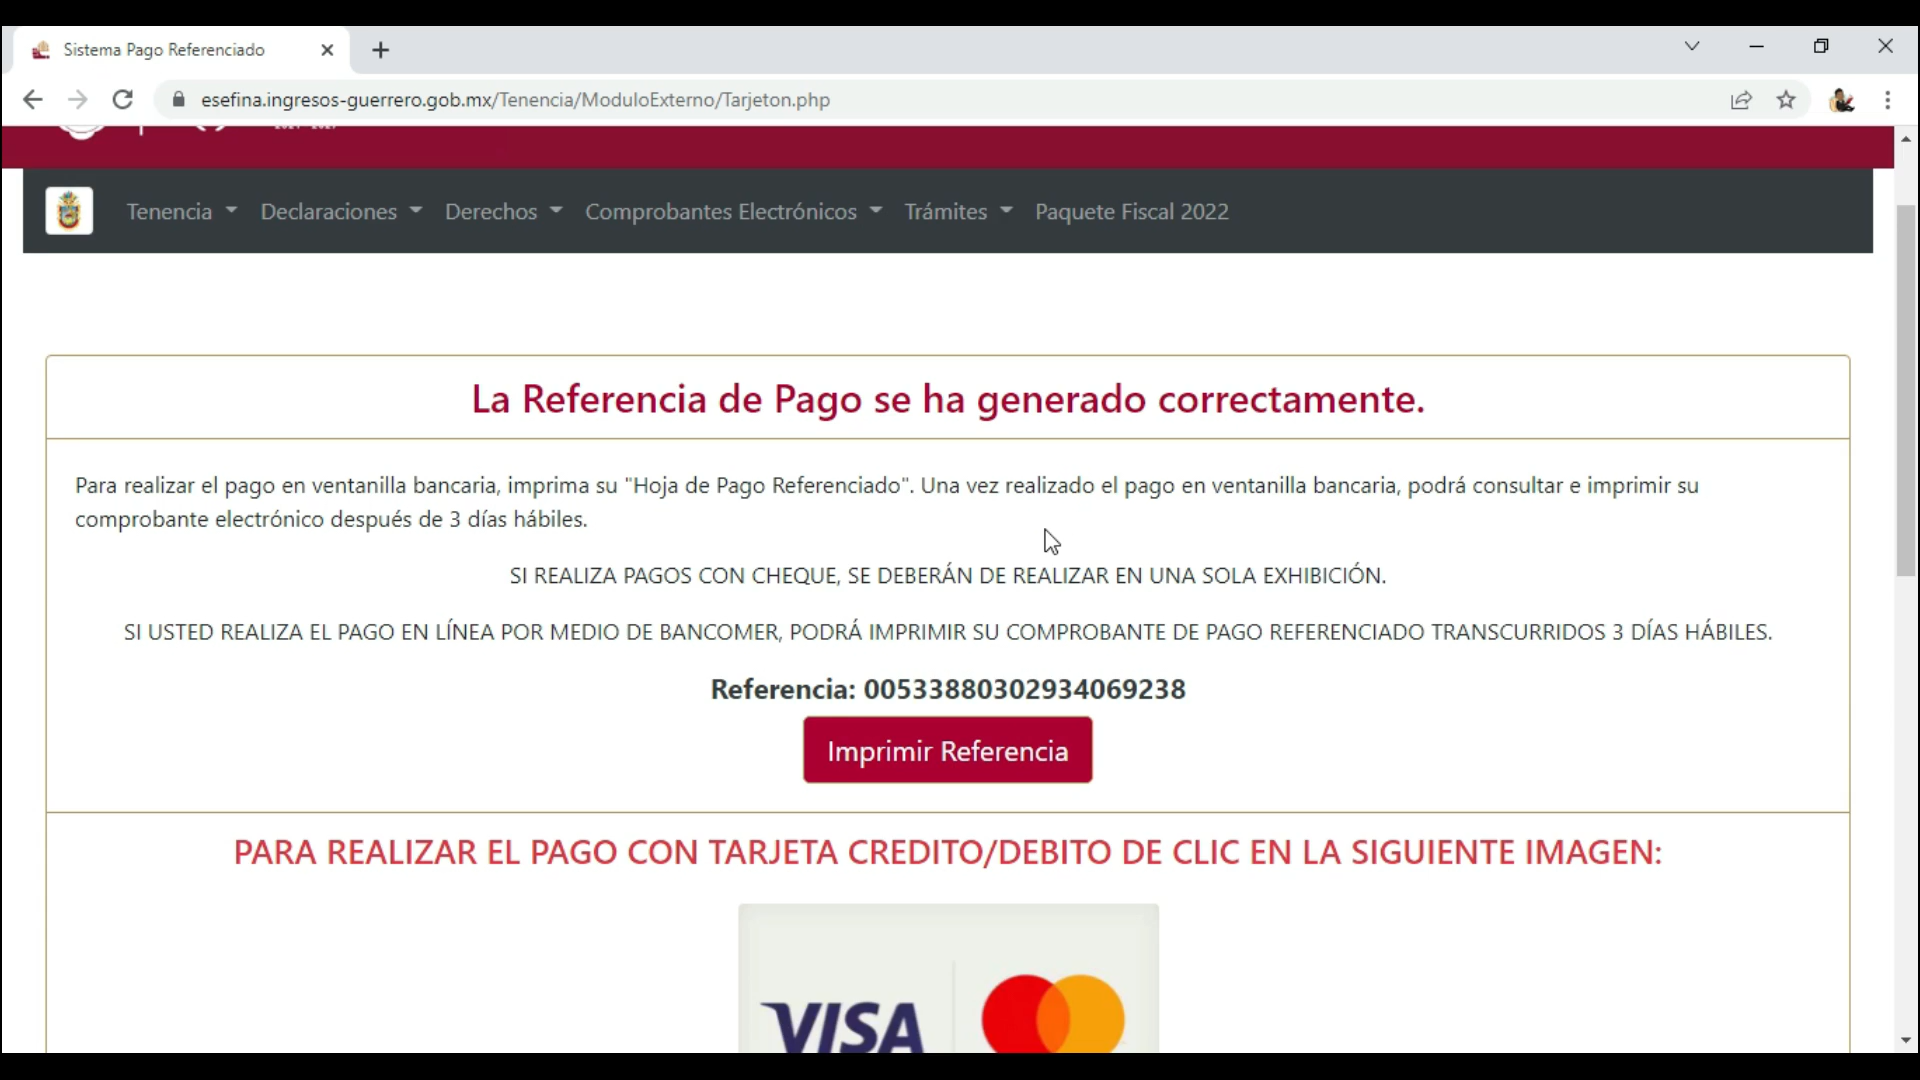 Sistema Pago Referenciado
esefina.ingresos-guerrero.gob.mx/Tenencia/ModuloExterno/Tarjeton.php
Tenencia Declaraciones Derechos Comprobantes Electrónicos Trámites Paquete Fiscal 2022
La Referencia de Pago se ha generado correctamente.
Para realizar el pago en ventanilla bancaria, imprima su "Hoja de Pago Referenciado". Una vez realizado el pago en ventanilla bancaria, podrá consultar e imprimir su
comprobante electrónico después de 3 días hábiles.
SI REALIZA PAGOS CON CHEQUE, SE DEBERÁN DE REALIZAR EN UNA SOLA EXHIBICIÓN.
SI USTED REALIZA EL PAGO EN LÍNEA POR MEDIO DE BANCOMER, PODRÁ IMPRIMIR SU COMPROBANTE DE PAGO REFERENCIADO TRANSCURRIDOS 3 DÍAS HÁBILES.
Referencia: 00533880302934069238
Imprimir Referencia
PARA REALIZAR EL PAGO CON TARJETA CREDITO/DEBITO DE CLIC EN LA SIGUIENTE IMAGEN:
VISA